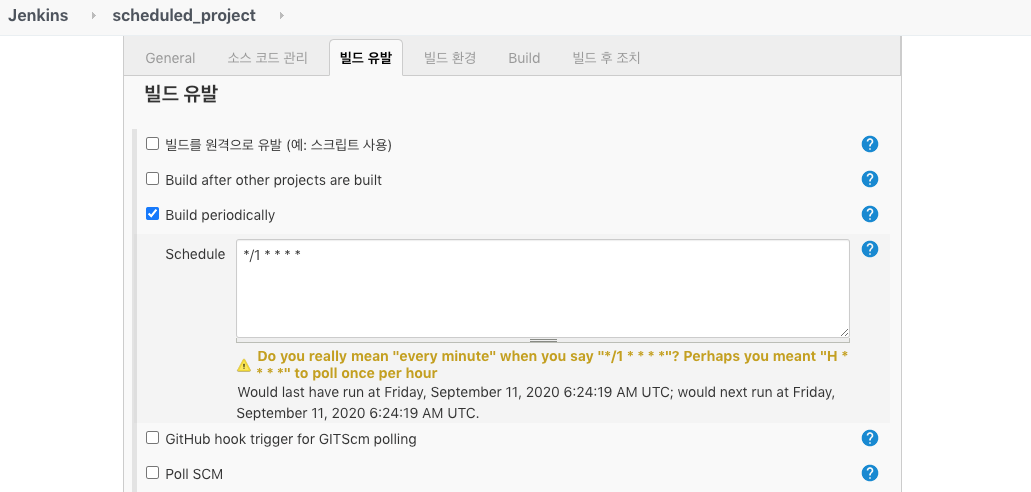 Jenkins scheduled_project
General 소스 코드 관리 빌드 유발 빌드 환경 Build 빌드 후 조치
빌드 유발
빌드를 원격으로 유발 (예: 스크립트 사용)
Build after other projects are built
Build periodically
Schedule */1 * * * *
Do you really mean "every minute" when you say "*/1 * * * *"? Perhaps you meant "H *
* * *" to poll once per hour
Would last have run at Friday, September 11, 2020 6:24:19 AM UTC; would next run at Friday,
September 11, 2020 6:24:19 AM UTC.
GitHub hook trigger for GITScm polling
Poll SCM